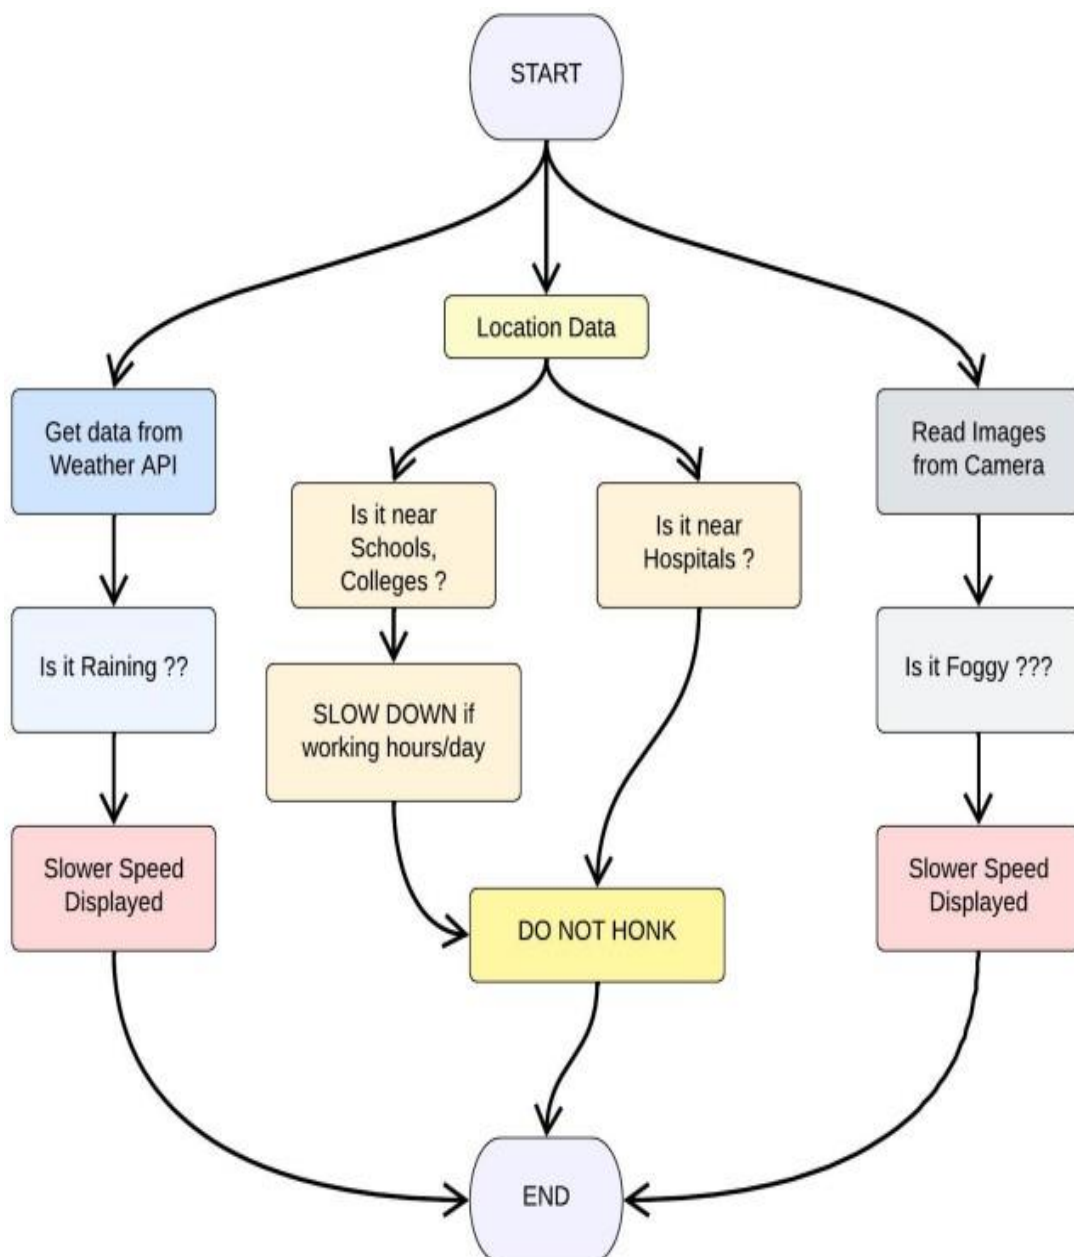 START
Location Data
Get data from
Weather API
Read Images
from Camera
Is it near
Schools,
Colleges ?
Is it near
Hospitals ?
Is it Raining ??
SLOW DOWN if
working hours/day
Is it Foggy ???
Slower Speed
Displayed
DO NOT HONK
Slower Speed
Displayed
END